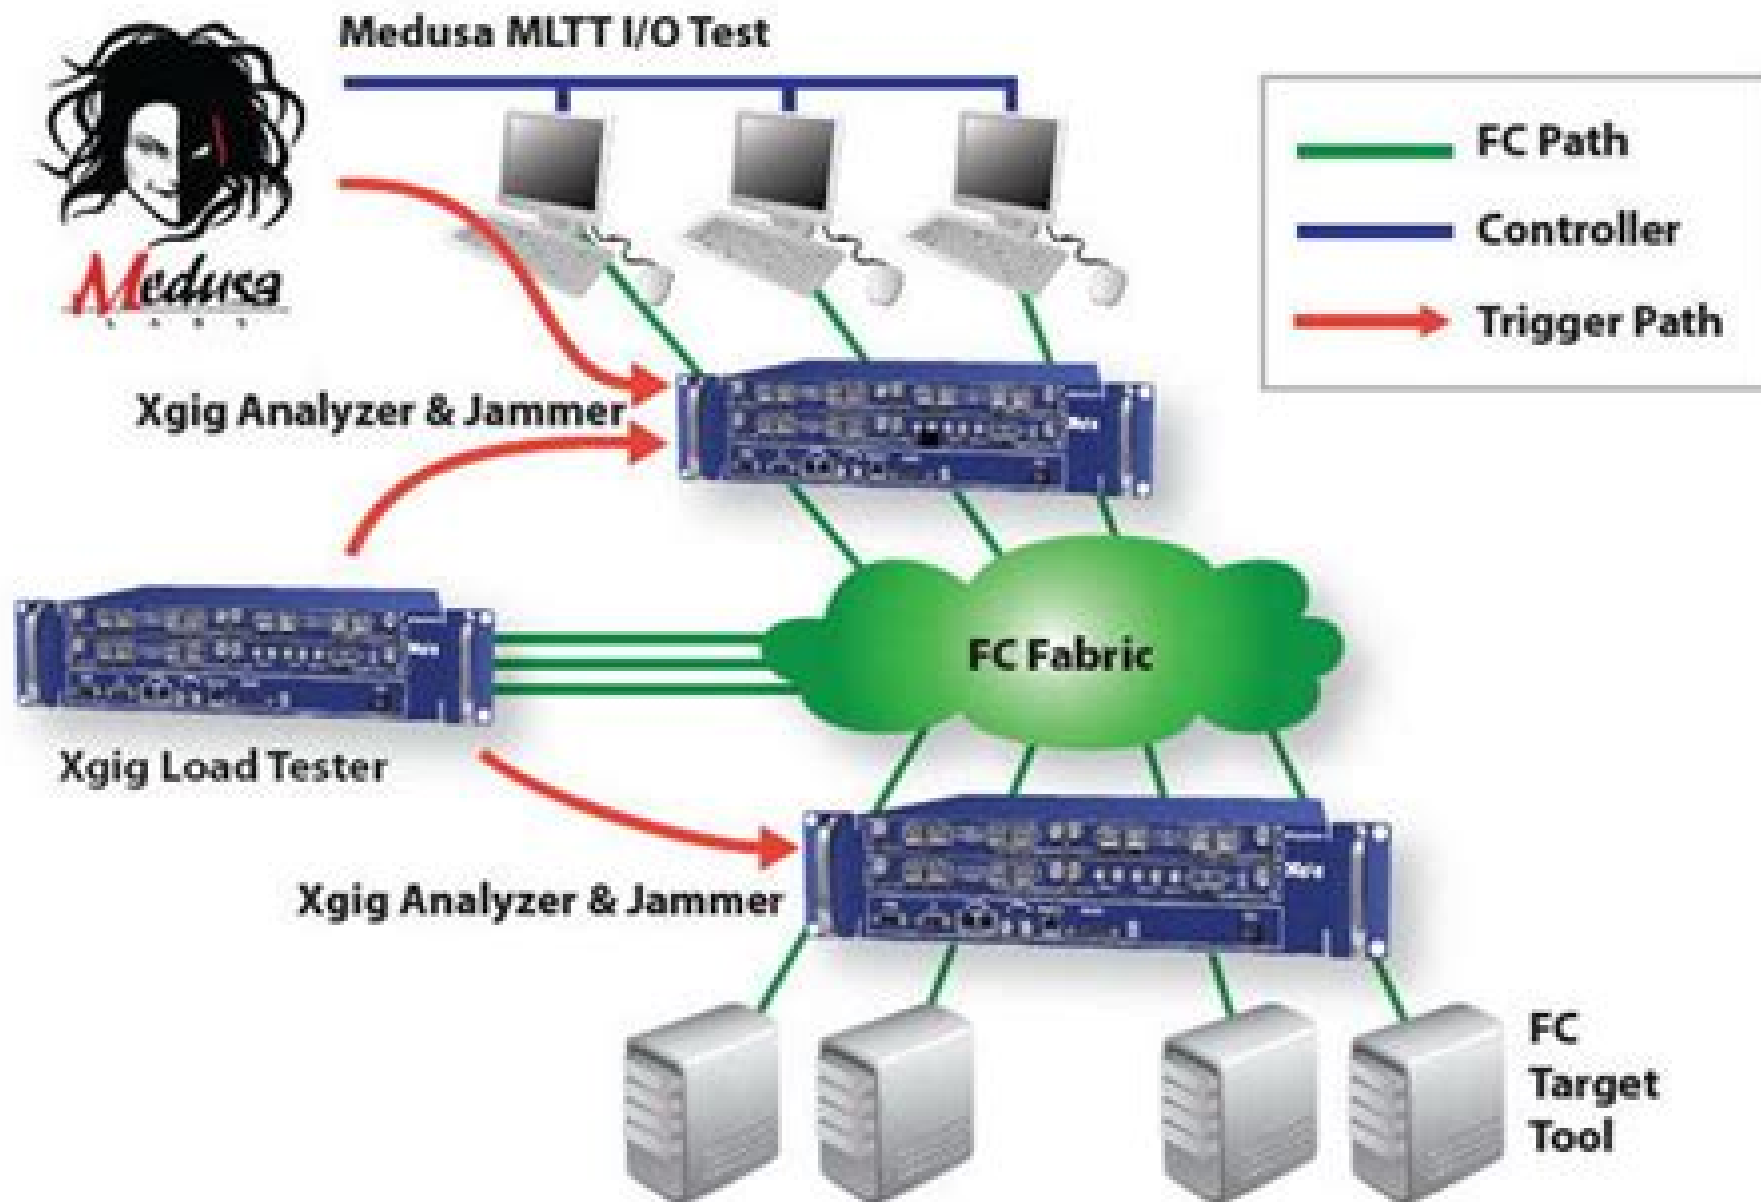 Medusa MLTT I/O Test
FC Path
Controller
Trigger Path
Medusa
LABS
Xgig Analyzer & Jammer
FC Fabric
Xgig Load Tester
Xgig Analyzer & Jammer
FC
Target
Tool